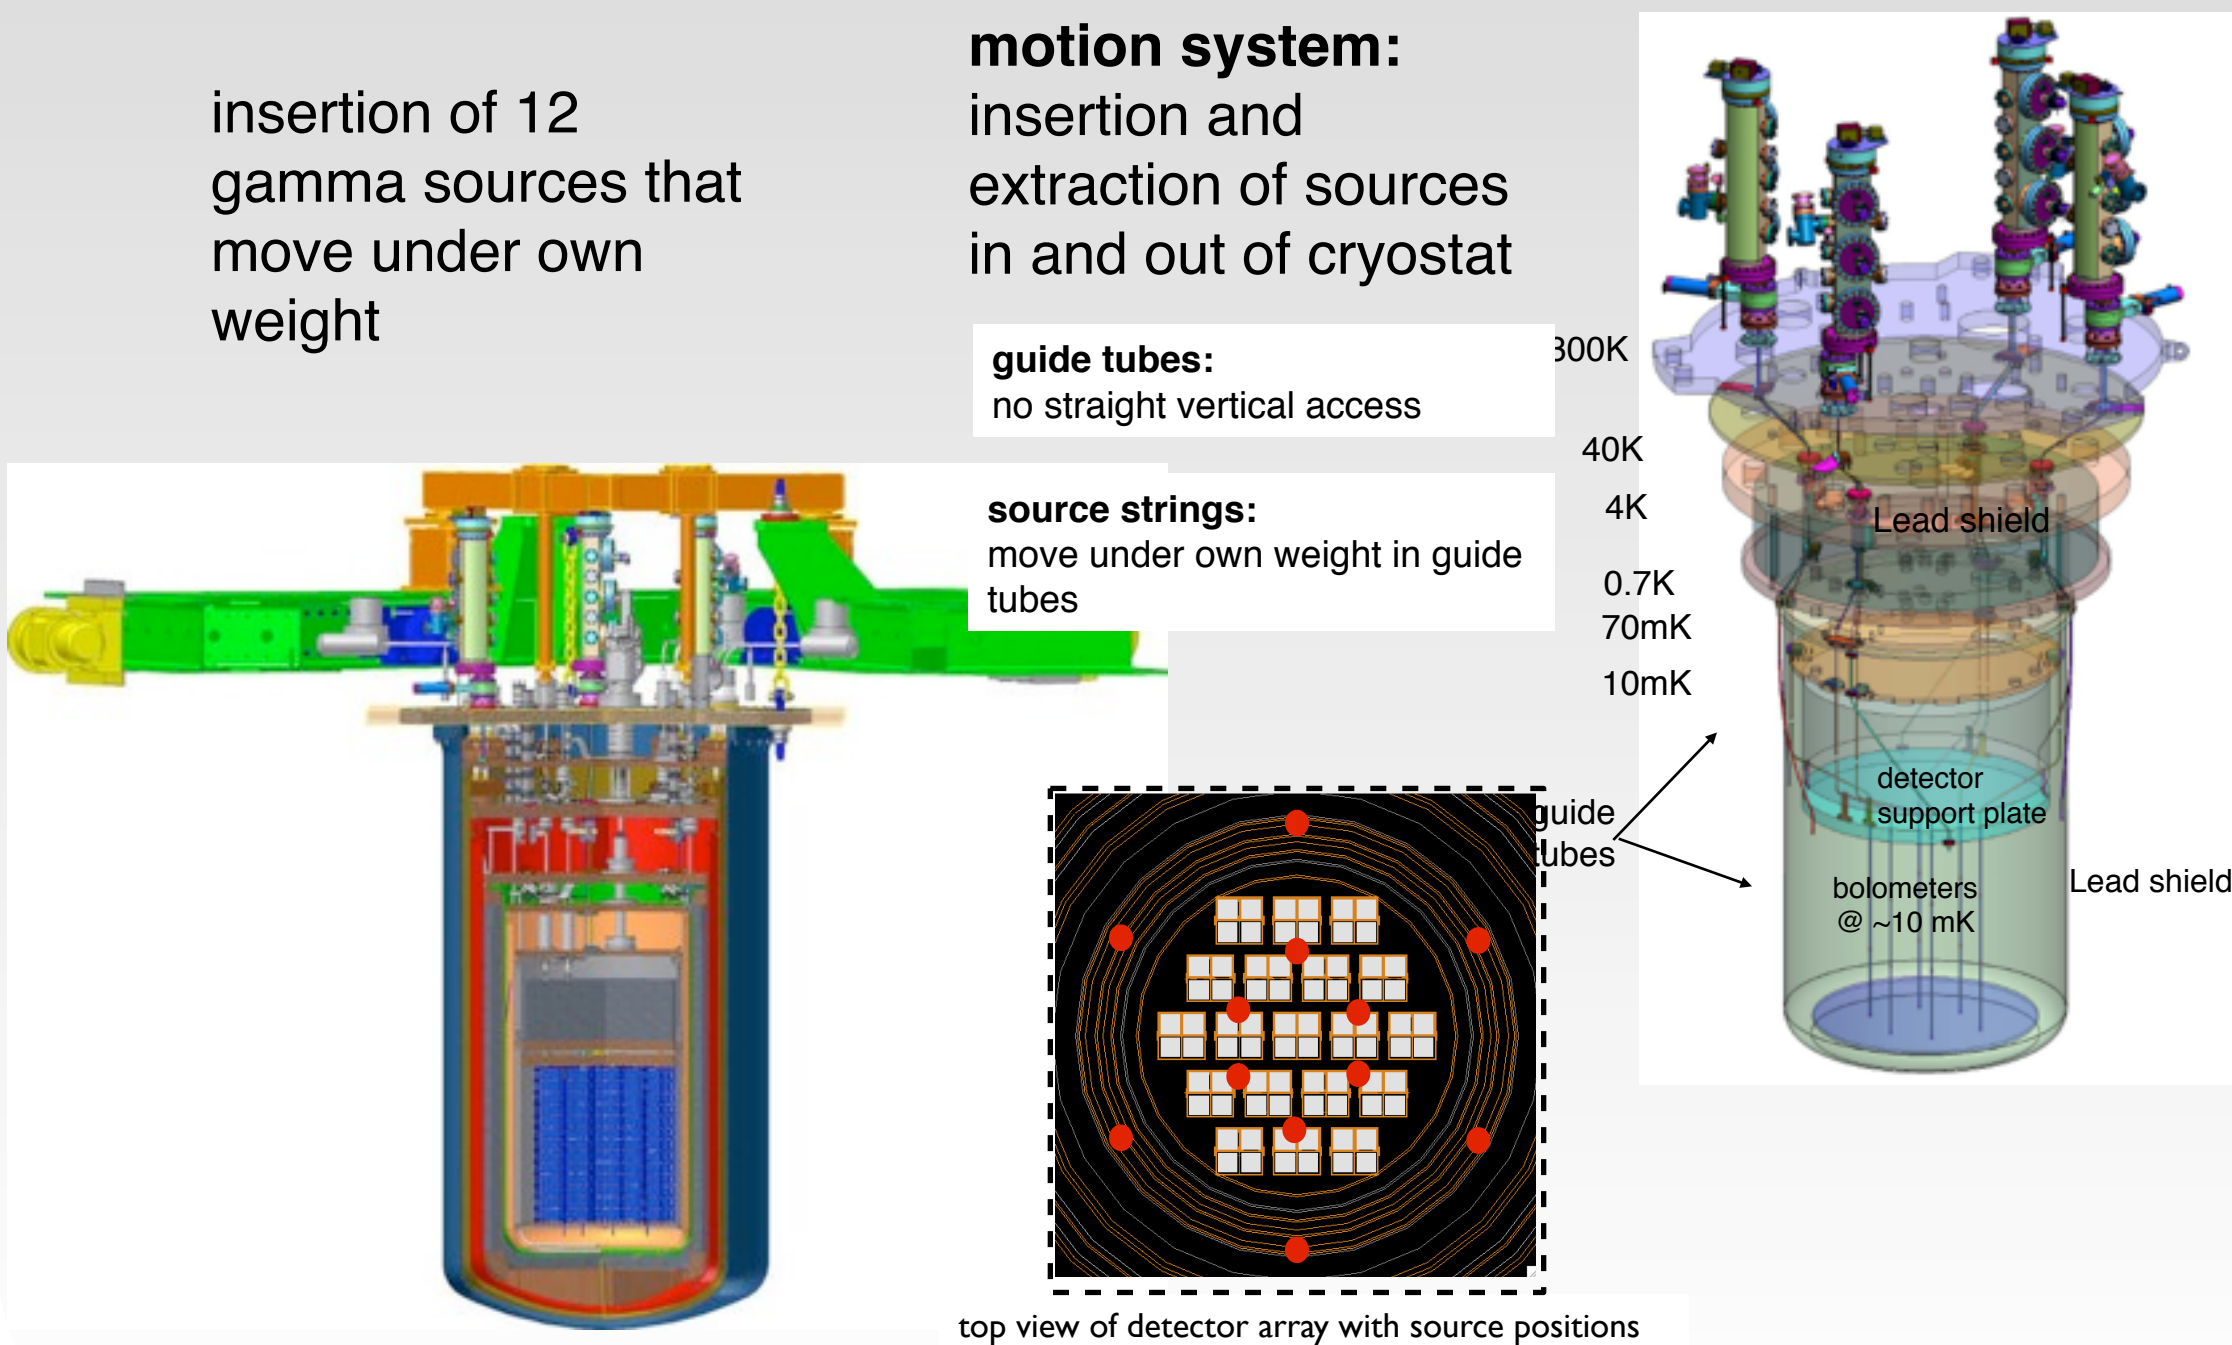 insertion of 12
gamma sources that
move under own
weight
motion system:
insertion and
extraction of sources
in and out of cryostat
guide tubes:
no straight vertical access
source strings:
move under own weight in guide
tubes
300K
40K
4K
0.7K
70mK
10mK
Lead shield
detector
support plate
guide
tubes
bolometers
@ ~10 mK
Lead shield
top view of detector array with source positions